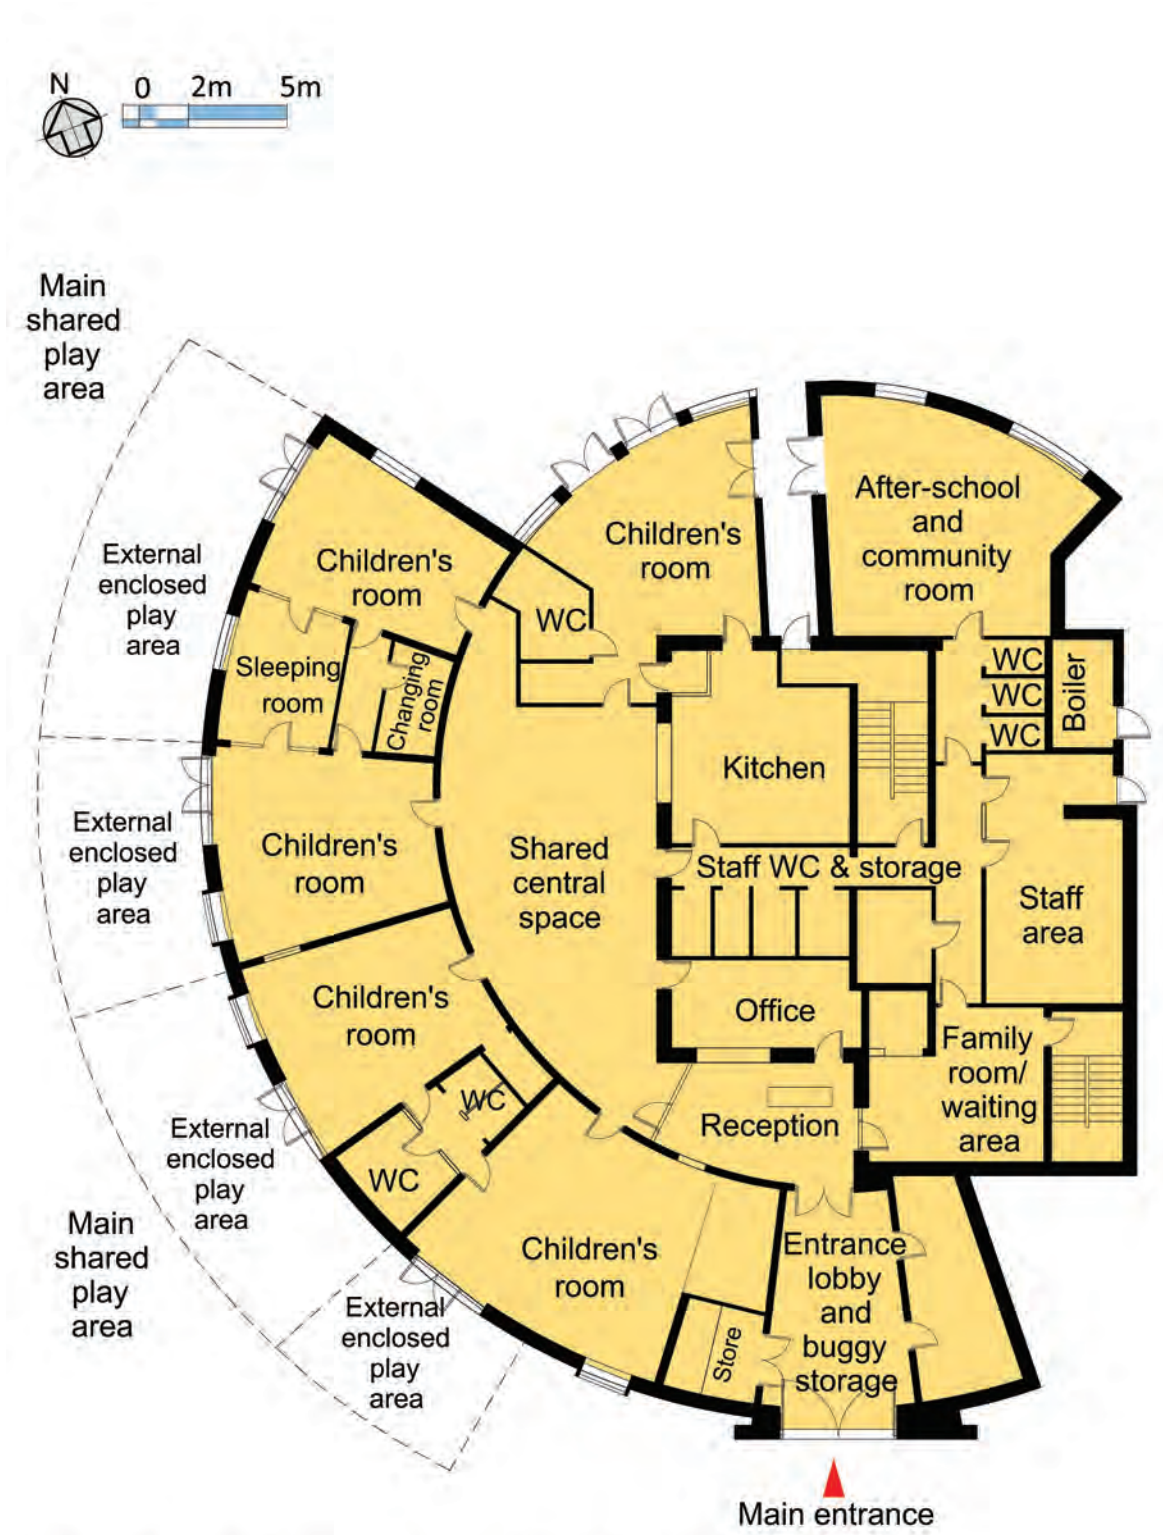 N
0 2m 5m
Main
shared
play
area
External
enclosed
play
area
Children's
room
Children's
room
After-school
and
community
room
WC
Sleeping
room
Changing
room
WC
WC
WC
Boiler
Kitchen
External
enclosed
play
area
Children's
room
Shared
central
space
Staff WC & storage
Staff
area
Children's
room
Office
Family
room/
waiting
area
WC
Reception
External
enclosed
play
area
WC
Main
shared
play
area
Children's
room
Entrance
lobby
and
buggy
storage
Store
External
enclosed
play
area
Main entrance